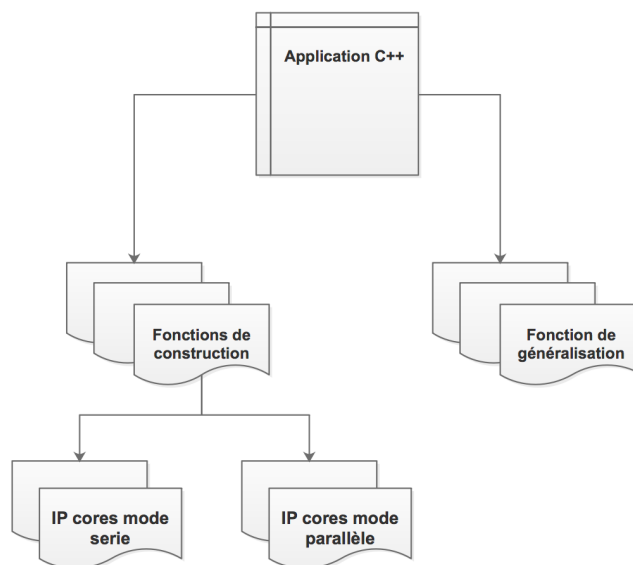 Application C++
Fonctions de
construction
Fonction de
généralisation
IP cores mode
serie
IP cores mode
parallèle